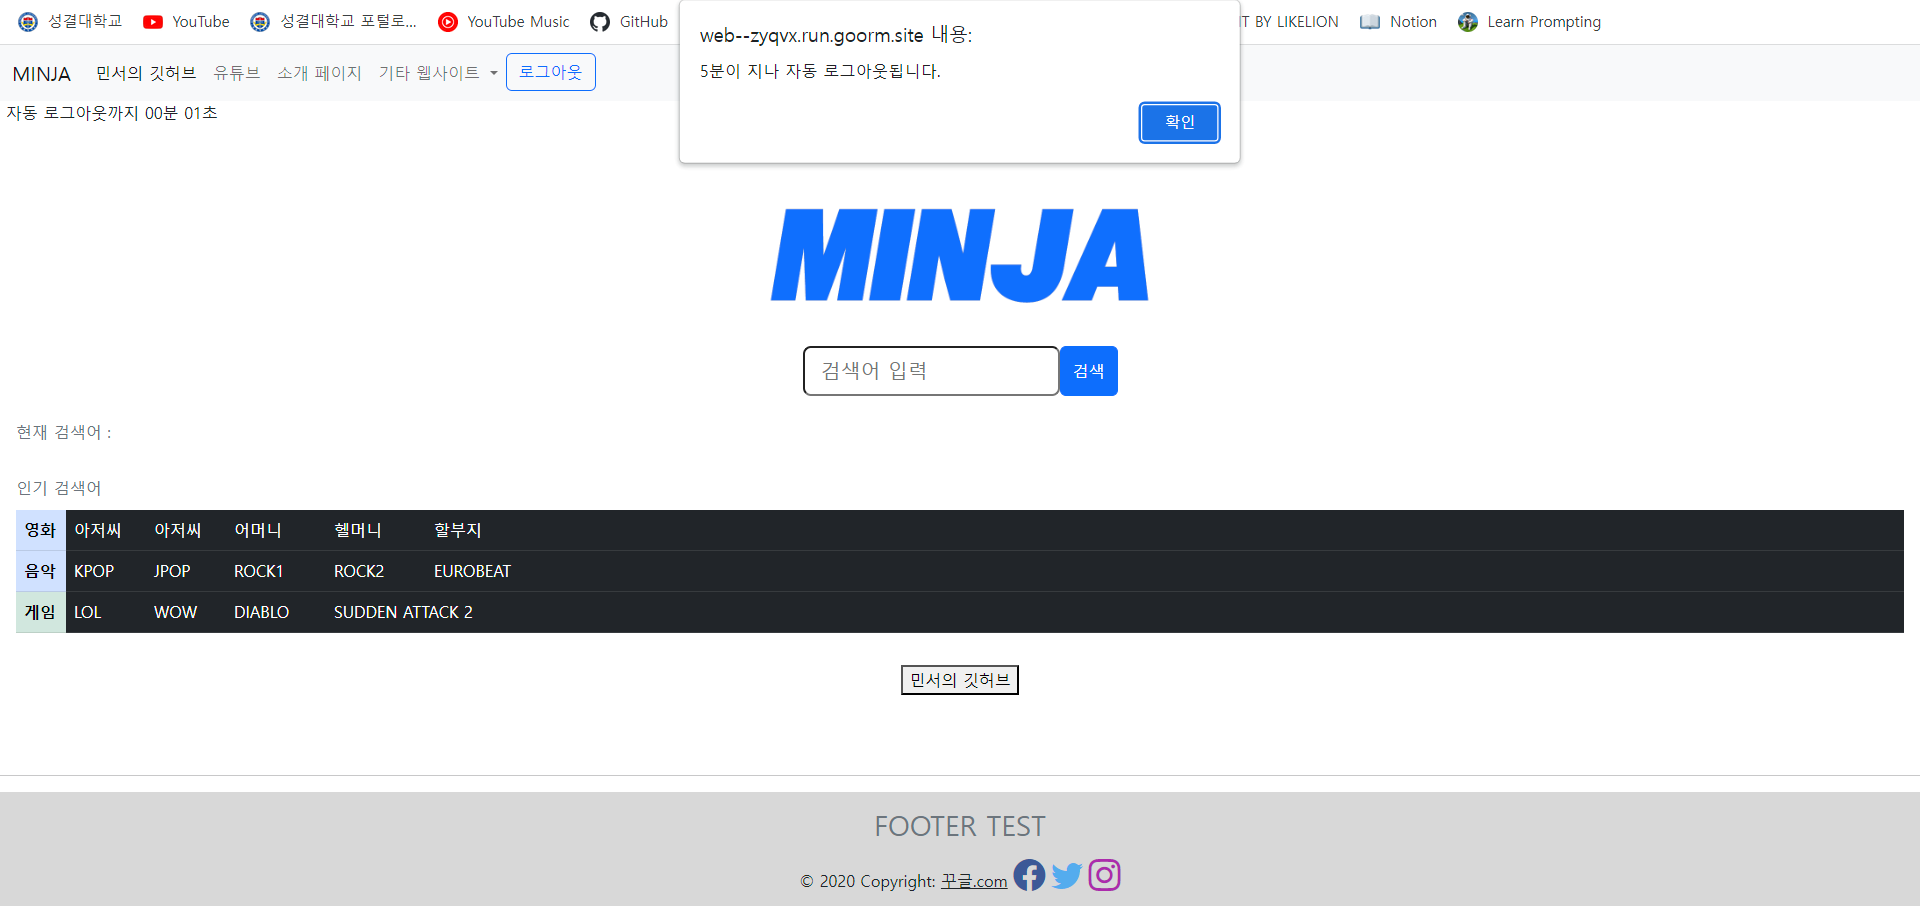 성결대학교 YouTube 성결대학교 포털로... YouTube Music GitHub BY LIKELION Notion Learn Prompting
web--zyqvx.run.goorm.site 내용:
5분이 지나 자동 로그아웃됩니다.
확인
MINJA 민서의 깃허브 유튜브 소개 페이지 기타 웹사이트 로그아웃
자동 로그아웃까지 00분 01초
MINJA
검색어 입력 검색
현재 검색어 :
인기 검색어
영화 아저씨 아저씨 어머니 헬머니 할부지
음악 KPOP JPOP ROCK1 ROCK2 EUROBEAT
게임 LOL WOW DIABLO SUDDEN ATTACK 2
민서의 깃허브
FOOTER TEST
© 2020 Copyright: 꾸글.com